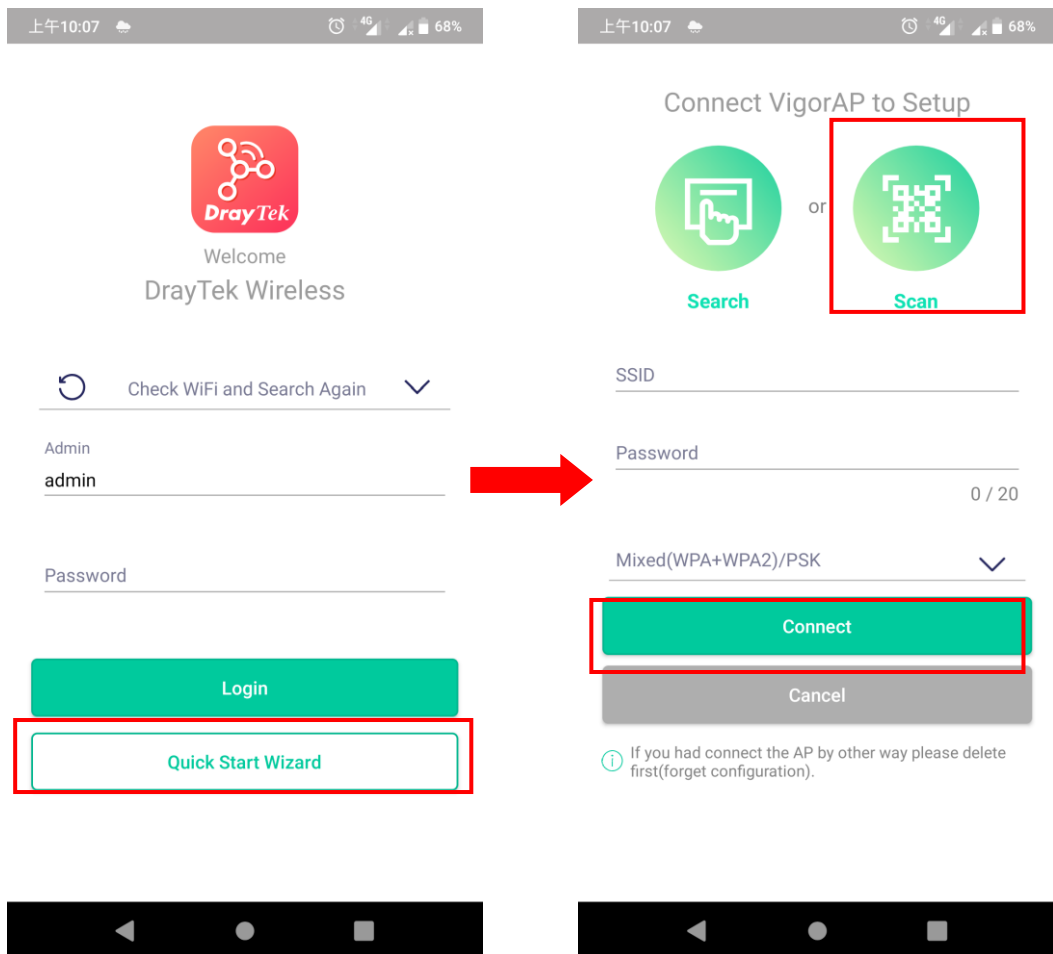 上午10:07
4G
68%
DrayTek
Welcome
DrayTek Wireless
Check WiFi and Search Again
Admin
admin
Password
Login
Quick Start Wizard
上午10:07
4G
68%
Connect VigorAP to Setup
or
Search
Scan
SSID
Password
0 / 20
Mixed(WPA+WPA2)/PSK
Connect
Cancel
If you had connect the AP by other way please delete
first(forget configuration).